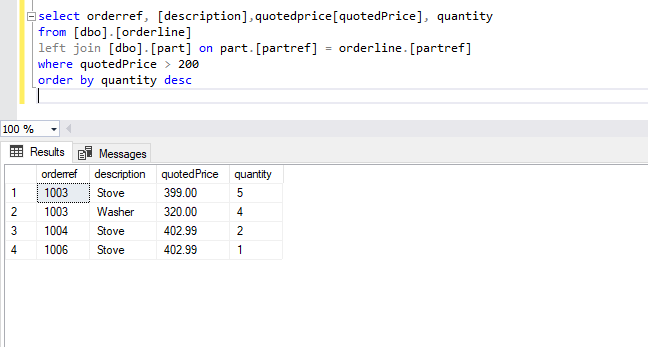 select orderref, [description],quotedprice[quotedPrice], quantity
from [dbo].[orderline]
left join [dbo].[part] on part.[partref] = orderline.[partref]
where quotedPrice > 200
order by quantity desc
100 %
Results Messages
orderref description quotedPrice quantity
1 1003 Stove 399.00 5
2 1003 Washer 320.00 4
3 1004 Stove 402.99 2
4 1006 Stove 402.99 1